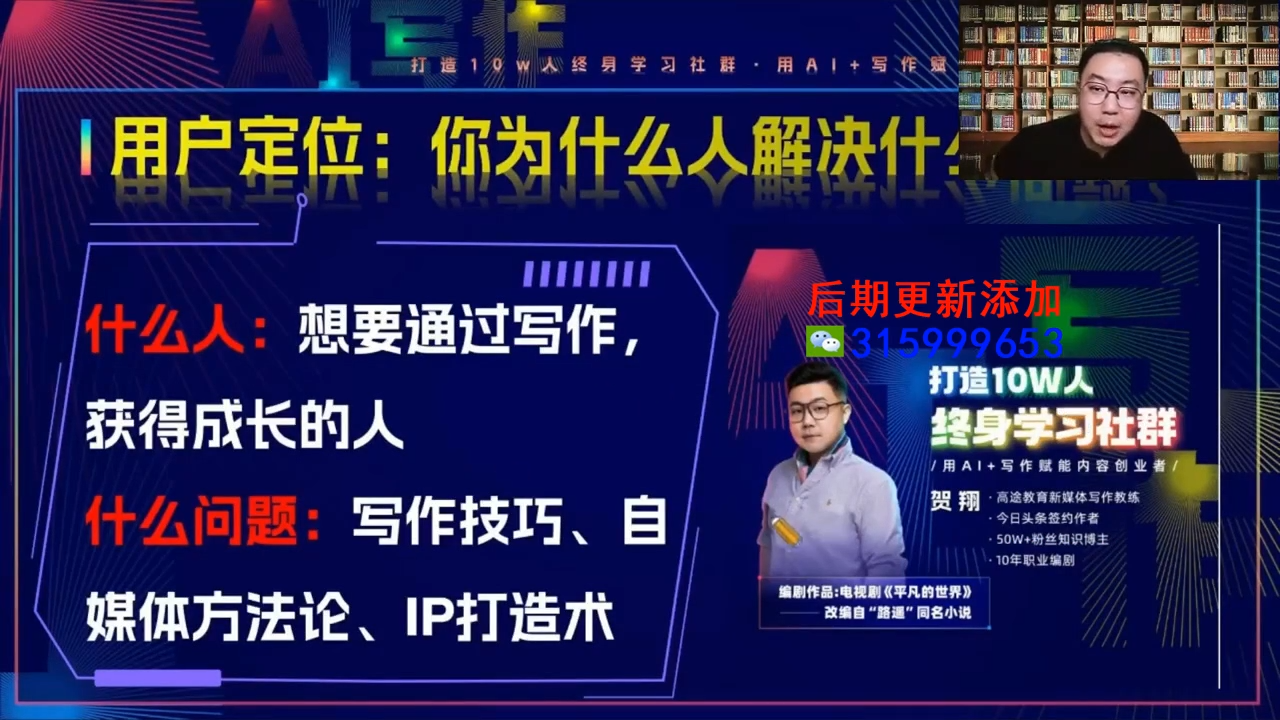 AI写作
打造10w人终身学习社群·用AI+写作赋
用户定位：你为什么人解决什么
什么人：想要通过写作，
获得成长的人
什么问题：写作技巧、自
媒体方法论、IP打造术
后期更新添加
315999653
打造10W人
终身学习社群
/用AI+写作赋能内容创业者/
贺翔
·高途教育新媒体写作教练
·今日头条签约作者
·50W+粉丝知识博主
·10年职业编剧
编剧作品:电视剧《平凡的世界》
改编自“路遥”同名小说